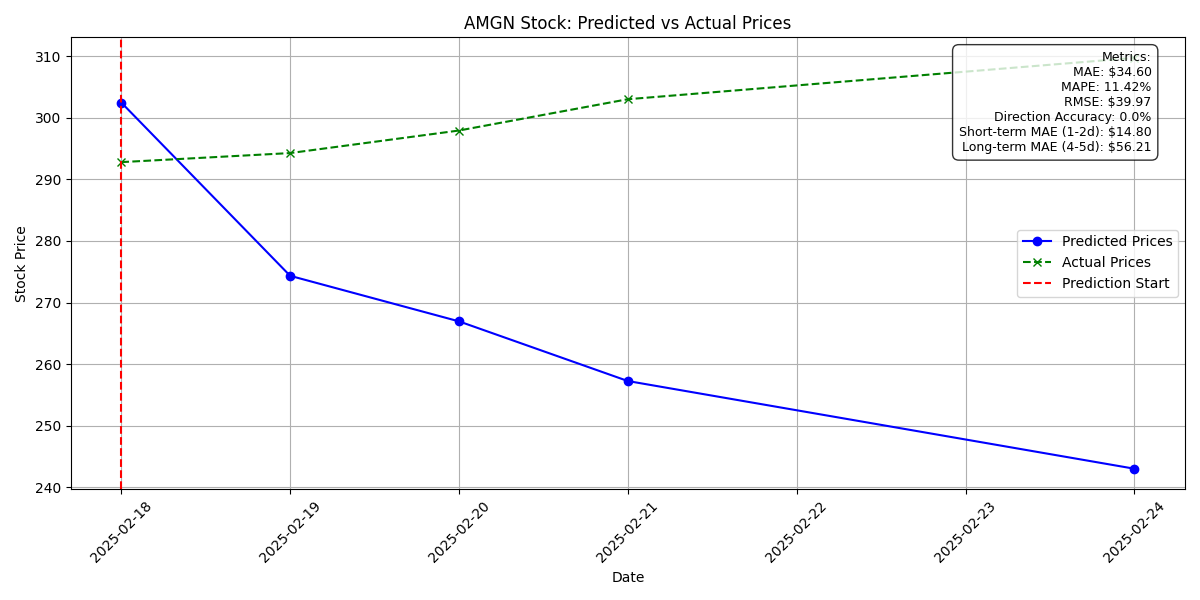 AMGN Stock: Predicted vs Actual Prices
Metrics:
MAE: $34.60
MAPE: 11.42%
RMSE: $39.97
Direction Accuracy: 0.0%
Short-term MAE (1-2d): $14.80
Long-term MAE (4-5d): $56.21
Predicted Prices
Actual Prices
Prediction Start
Stock Price
310
300
290
280
270
260
250
240
2025-02-18
2025-02-19
2025-02-20
2025-02-21
2025-02-22
2025-02-23
2025-02-24
Date